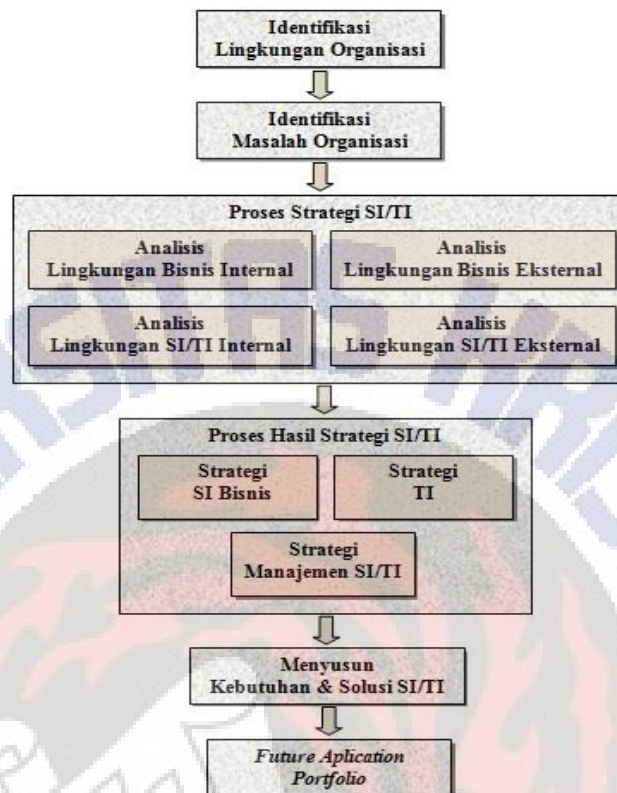 Identifikasi
Lingkungan Organisasi
Identifikasi
Masalah Organisasi
Proses Strategi SI/TI
Analisis
Lingkungan Bisnis Internal
Analisis
Lingkungan Bisnis Eksternal
Analisis
Lingkungan SI/TI Internal
Analisis
Lingkungan SI/TI Eksternal
Proses Hasil Strategi SI/TI
Strategi
SI Bisnis
Strategi
TI
Strategi
Manajemen SI/TI
Menyusun
Kebutuhan & Solusi SI/TI
Future Aplication
Portfolio